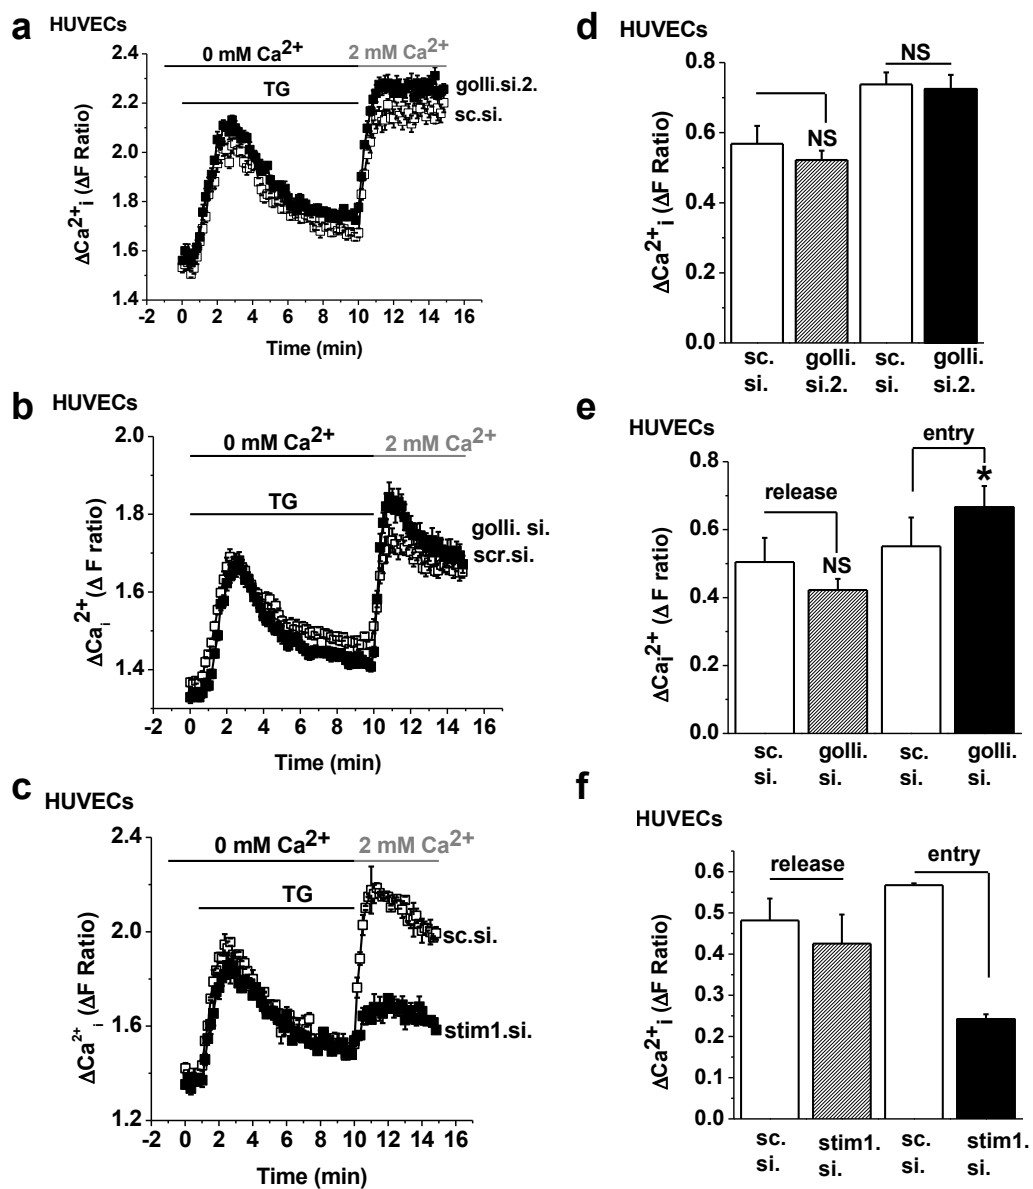 a
HUVECs
0 mM Ca2+
2 mM Ca2+
TG
golli.si.2.
sc.si.
2.4
2.2
2.0
1.8
1.6
1.4
ΔCa2+i (ΔF Ratio)
-2 0 2 4 6 8 10 12 14 16
Time (min)
b
HUVECs
0 mM Ca2+
2 mM Ca2+
TG
golli. si.
scr.si.
2.0
1.8
1.6
1.4
ΔCai2+ (Δ F ratio)
-2 0 2 4 6 8 10 12 14 16
Time (min)
c
HUVECs
0 mM Ca2+
2 mM Ca2+
TG
sc.si.
stim1.si.
2.4
2.0
1.6
1.2
ΔCa2+i (ΔF Ratio)
-2 0 2 4 6 8 10 12 14 16
Time (min)
d
HUVECs
NS
NS
0.8
0.6
0.4
0.2
0.0
ΔCa2+i (ΔF Ratio)
sc. golli. sc. golli.
si. si.2. si. si.2.
e
HUVECs
release
entry
NS
*
0.8
0.6
0.4
0.2
0.0
ΔCai2+ (Δ F ratio)
sc. golli. sc. golli.
si. si. si. si.
f
HUVECs
release
entry
0.6
0.5
0.4
0.3
0.2
0.1
0.0
ΔCa2+i (ΔF Ratio)
sc. stim1. sc. stim1.
si. si. si. si.